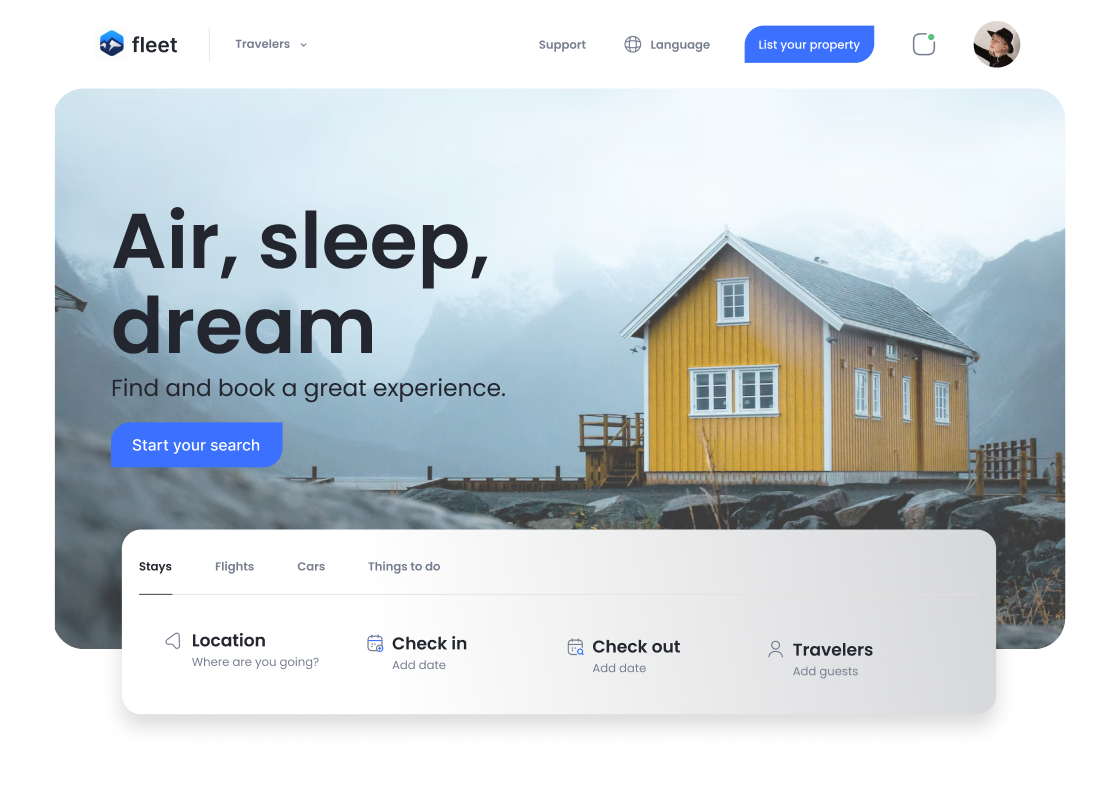 fleet
Travelers
Support
Language
List your property
Air, sleep,
dream
Find and book a great experience.
Start your search
Stays
Flights
Cars
Things to do
Location
Where are you going?
Check in
Add date
Check out
Add date
Travelers
Add guests